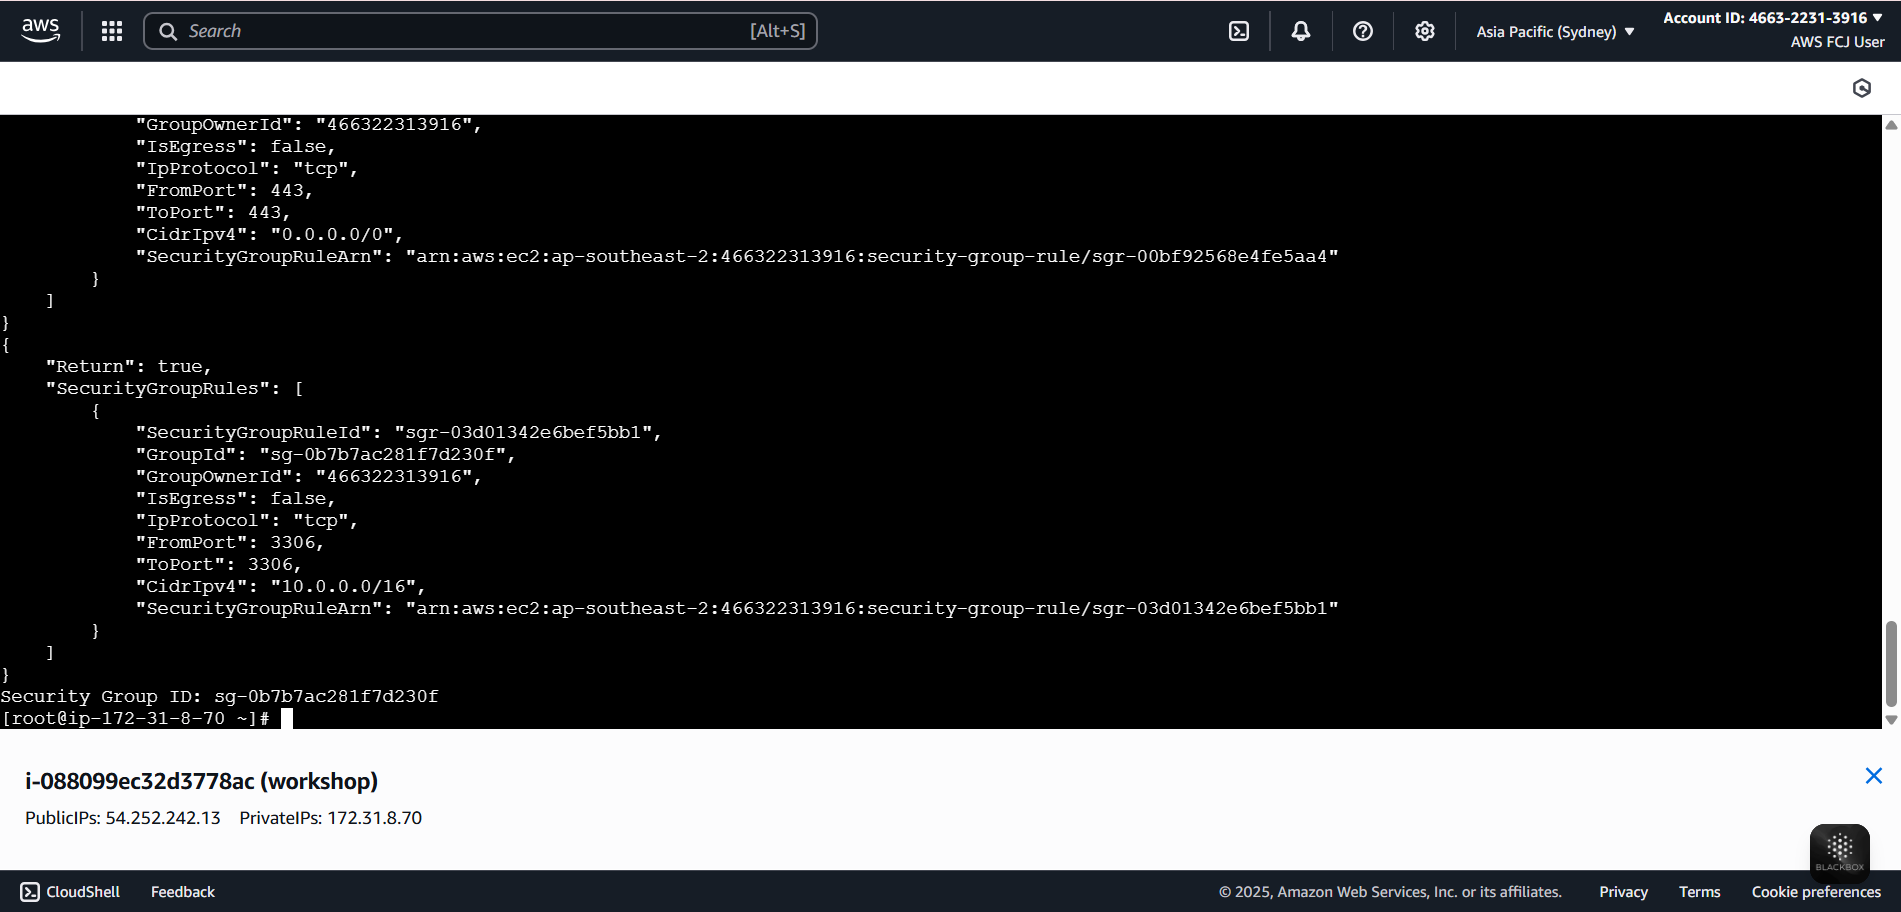 aws
Search [Alt+S]
Asia Pacific (Sydney) ▼
Account ID: 4663-2231-3916 ▼
AWS FCJ User
            "GroupOwnerId": "466322313916",
            "IsEgress": false,
            "IpProtocol": "tcp",
            "FromPort": 443,
            "ToPort": 443,
            "CidrIpv4": "0.0.0.0/0",
            "SecurityGroupRuleArn": "arn:aws:ec2:ap-southeast-2:466322313916:security-group-rule/sgr-00bf92568e4fe5aa4"
        }
    ]
}
{
    "Return": true,
    "SecurityGroupRules": [
        {
            "SecurityGroupRuleId": "sgr-03d01342e6bef5bb1",
            "GroupId": "sg-0b7b7ac281f7d230f",
            "GroupOwnerId": "466322313916",
            "IsEgress": false,
            "IpProtocol": "tcp",
            "FromPort": 3306,
            "ToPort": 3306,
            "CidrIpv4": "10.0.0.0/16",
            "SecurityGroupRuleArn": "arn:aws:ec2:ap-southeast-2:466322313916:security-group-rule/sgr-03d01342e6bef5bb1"
        }
    ]
}
Security Group ID: sg-0b7b7ac281f7d230f
[root@ip-172-31-8-70 ~]#
i-088099ec32d3778ac (workshop)
PublicIPs: 54.252.242.13 PrivateIPs: 172.31.8.70
BLACKBOX
CloudShell Feedback © 2025, Amazon Web Services, Inc. or its affiliates. Privacy Terms Cookie preferences